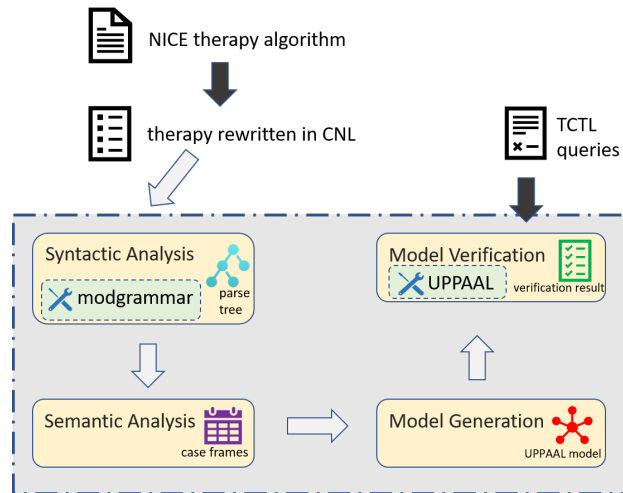 NICE therapy algorithm
therapy rewritten in CNL
TCTL
queries
Syntactic Analysis
modgrammar
parse
tree
Model Verification
UPPAAL
verification result
Semantic Analysis
case frames
Model Generation
UPPAAL model